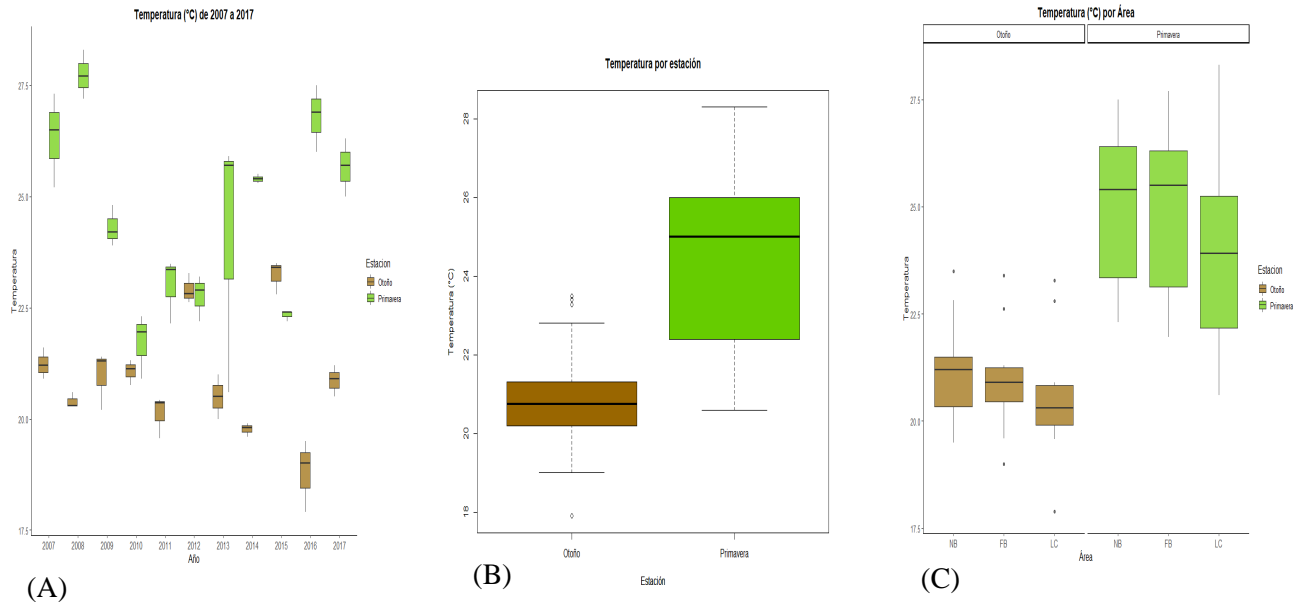 Temperatura (°C) de 2007 a 2017
27.5
25.0
22.5
20.0
17.5
Temperatura
2007 2008 2009 2010 2011 2012 2013 2014 2015 2016 2017
Año
Estacion
Otoño
Primavera
(A)
Temperatura por estación
28
26
24
22
20
18
Temperatura (°C)
Otoño Primavera
Estación
(B)
Temperatura (°C) por Área
Otoño Primavera
27.5
25.0
22.5
20.0
17.5
Temperatura
NB FB LC NB FB LC
Área
Estacion
Otoño
Primavera
(C)